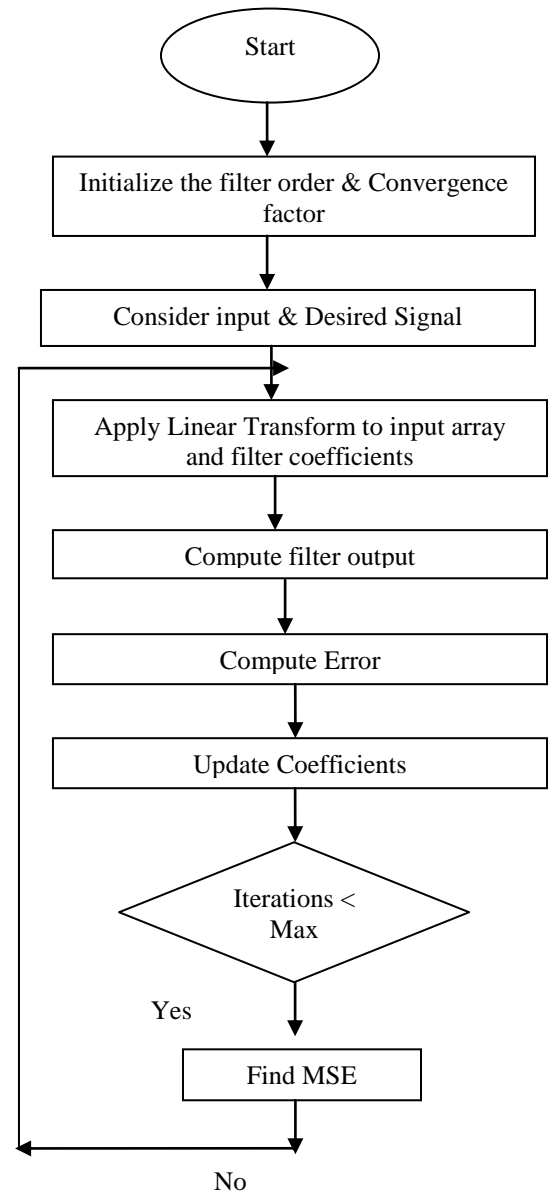 Start
Initialize the filter order & Convergence
factor
Consider input & Desired Signal
Apply Linear Transform to input array
and filter coefficients
Compute filter output
Compute Error
Update Coefficients
Iterations <
Max
Yes
Find MSE
No